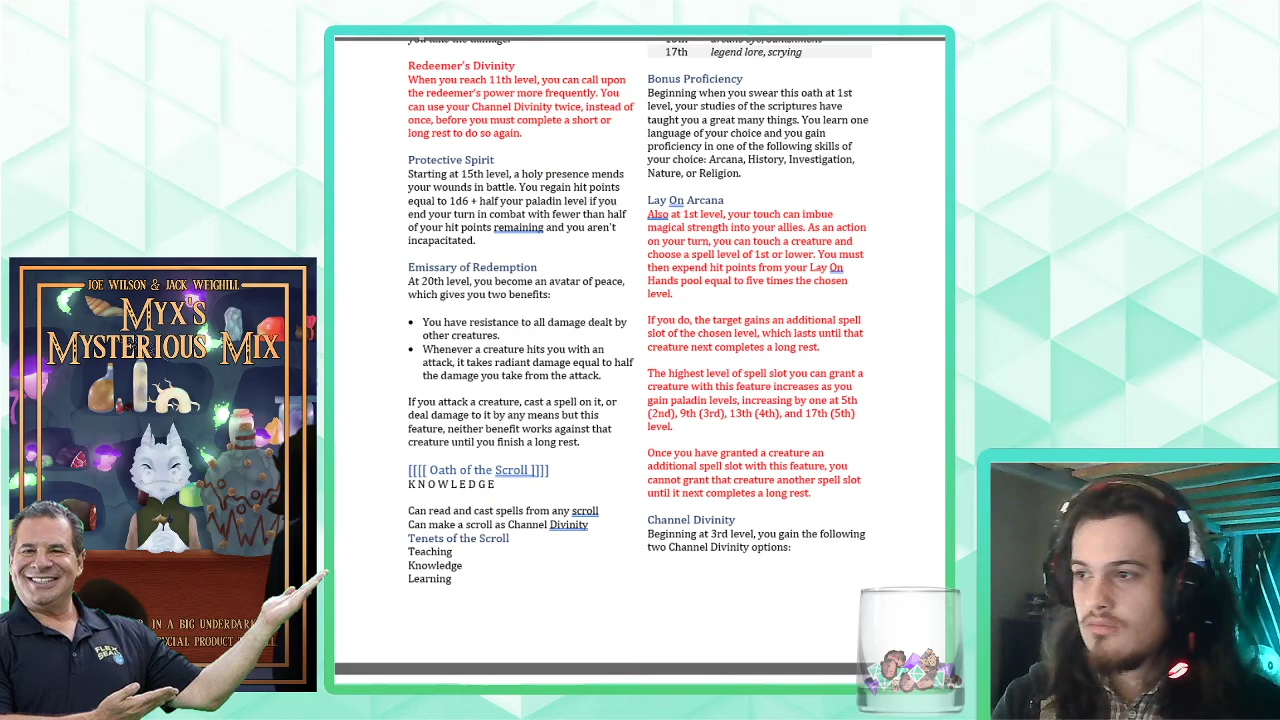 JOE WILSON & JACK WEIGHILL
MYX'S
MYSTERIOUS MIX
IN A BIG UNDERDARK
PRODUCT
FLEX
SEAL
you take the damage.
Redeemer's Divinity
When you reach 11th level, you can call upon
the redeemer's power more frequently. You
can use your Channel Divinity twice, instead of
once, before you must complete a short or
long rest to do so again.
Protective Spirit
Starting at 15th level, a holy presence mends
your wounds in battle. You regain hit points
equal to 1d6 + half your paladin level if you
end your turn in combat with fewer than half
of your hit points remaining and you aren't
incapacitated.
Emissary of Redemption
At 20th level, you become an avatar of peace,
which gives you two benefits:
• You have resistance to all damage dealt by
other creatures.
• Whenever a creature hits you with an
attack, it takes radiant damage equal to half
the damage you take from the attack.
If you attack a creature, cast a spell on it, or
deal damage to it by any means but this
feature, neither benefit works against that
creature until you finish a long rest.
[[[[ Oath of the Scroll ]]]]
K N O W L E D G E
Can read and cast spells from any scroll
Can make a scroll as Channel Divinity
Tenets of the Scroll
Teaching
Knowledge
Learning
17th legend lore, scrying
Bonus Proficiency
Beginning when you swear this oath at 1st
level, your studies of the scriptures have
taught you a great many things. You learn one
language of your choice and you gain
proficiency in one of the following skills of
your choice: Arcana, History, Investigation,
Nature, or Religion.
Lay On Arcana
Also at 1st level, your touch can imbue
magical strength into your allies. As an action
on your turn, you can touch a creature and
choose a spell level of 1st or lower. You must
then expend hit points from your Lay On
Hands pool equal to five times the chosen
level.
If you do, the target gains an additional spell
slot of the chosen level, which lasts until that
creature next completes a long rest.
The highest level of spell slot you can grant a
creature with this feature increases as you
gain paladin levels, increasing by one at 5th
(2nd), 9th (3rd), 13th (4th), and 17th (5th)
level.
Once you have granted a creature an
additional spell slot with this feature, you
cannot grant that creature another spell slot
until it next completes a long rest.
Channel Divinity
Beginning at 3rd level, you gain the following
two Channel Divinity options: